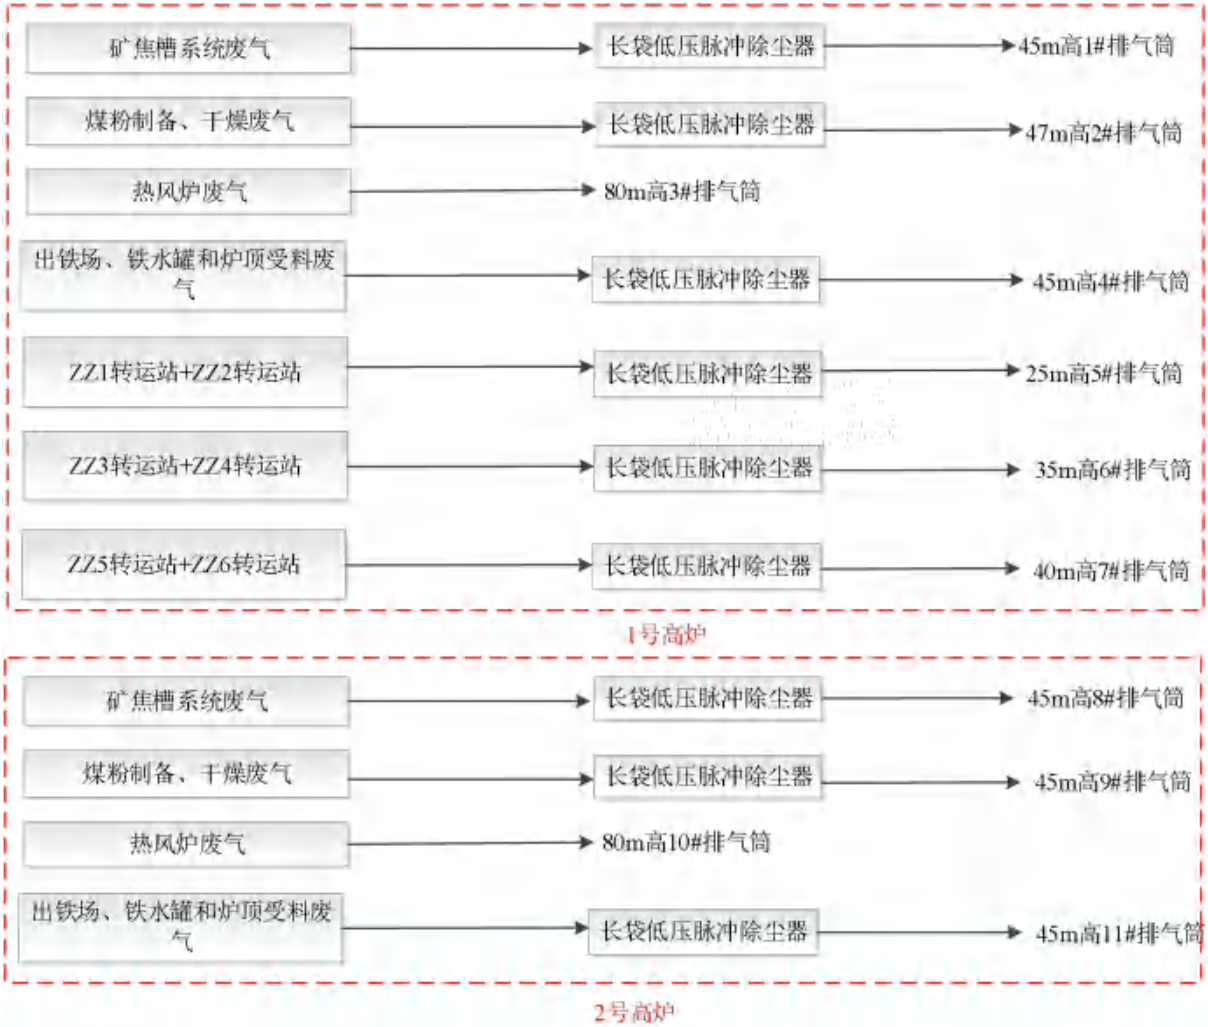 矿焦槽系统废气
长袋低压脉冲除尘器
45m高1#排气筒
煤粉制备、干燥废气
长袋低压脉冲除尘器
47m高2#排气筒
热风炉废气
80m高3#排气筒
出铁场、铁水罐和炉顶受料废
气
长袋低压脉冲除尘器
45m高4#排气筒
ZZ1转运站+ZZ2转运站
长袋低压脉冲除尘器
25m高5#排气筒
ZZ3转运站+ZZ4转运站
长袋低压脉冲除尘器
35m高6#排气筒
ZZ5转运站+ZZ6转运站
长袋低压脉冲除尘器
40m高7#排气筒
1号高炉
矿焦槽系统废气
长袋低压脉冲除尘器
45m高8#排气筒
煤粉制备、干燥废气
长袋低压脉冲除尘器
45m高9#排气筒
热风炉废气
80m高10#排气筒
出铁场、铁水罐和炉顶受料废
气
长袋低压脉冲除尘器
45m高11#排气筒
2号高炉